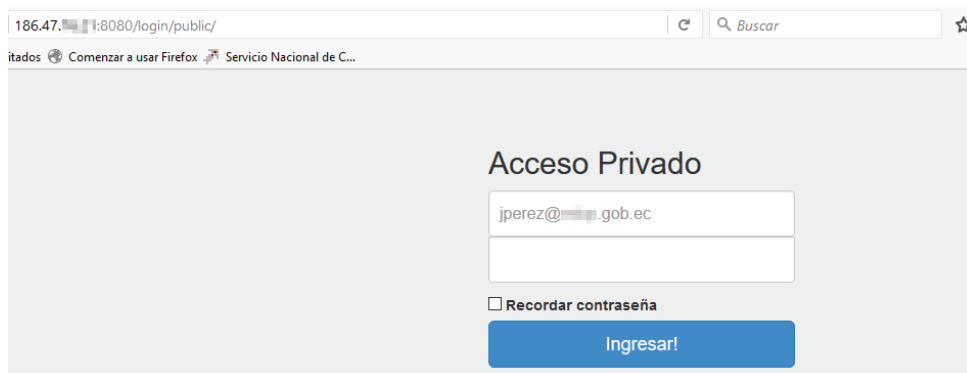 186.47. :8080/login/public/
Buscar
itados Comenzar a usar Firefox Servicio Nacional de C...
Acceso Privado
jperez@ .gob.ec
Recordar contraseña
Ingresar!